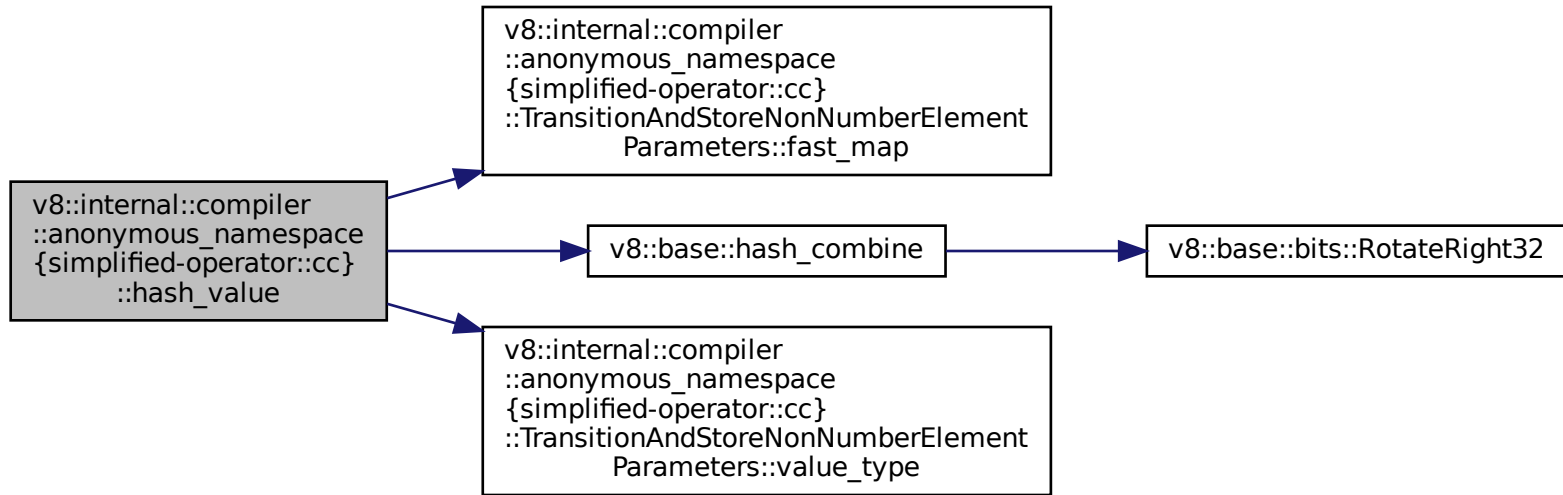 v8::internal::compiler
::anonymous_namespace
{simplified-operator::cc}
::hash_value
v8::internal::compiler
::anonymous_namespace
{simplified-operator::cc}
::TransitionAndStoreNonNumberElement
Parameters::fast_map
v8::base::hash_combine
v8::base::bits::RotateRight32
v8::internal::compiler
::anonymous_namespace
{simplified-operator::cc}
::TransitionAndStoreNonNumberElement
Parameters::value_type